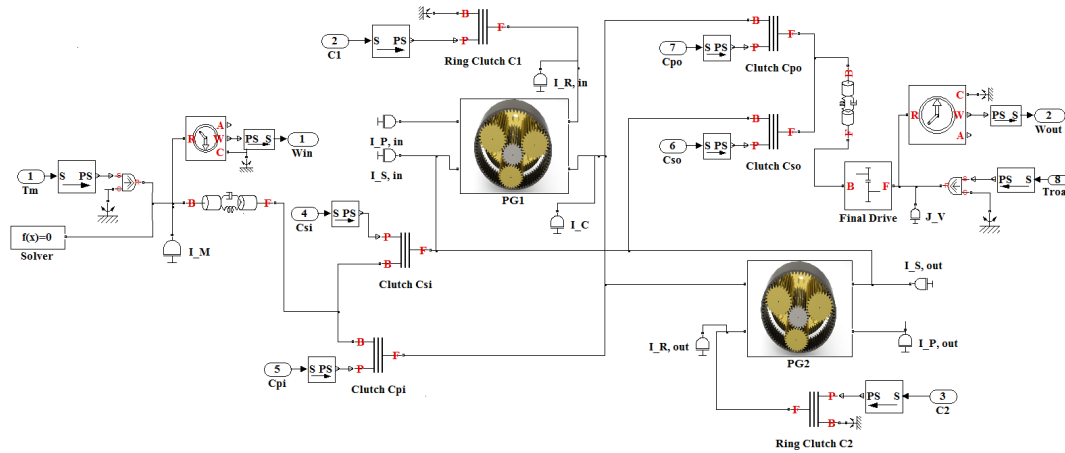 B
F
2
S PS
P
C1
Ring Clutch C1
I_R, in
I_P, in
I_S, in
PG1
I_C
B
F
7
S PS
P
Cpo
Clutch Cpo
B
F
B
F
6
S PS
P
Cso
Clutch Cso
A
R
W
PS S
1
C
Win
1
S
PS
Tm
S
S
B
F
I_M
f(x)=0
Solver
4
S PS
Csi
P
F
B
Clutch Csi
B
F
5
S PS
P
Cpi
Clutch Cpi
C
R
W
PS S
2
A
Wout
B
F
Final Drive
S
S
J_V
PS
S
8
Troa
I_S, out
I_R, out
I_P, out
PG2
F
P
B
PS
S
3
C2
Ring Clutch C2